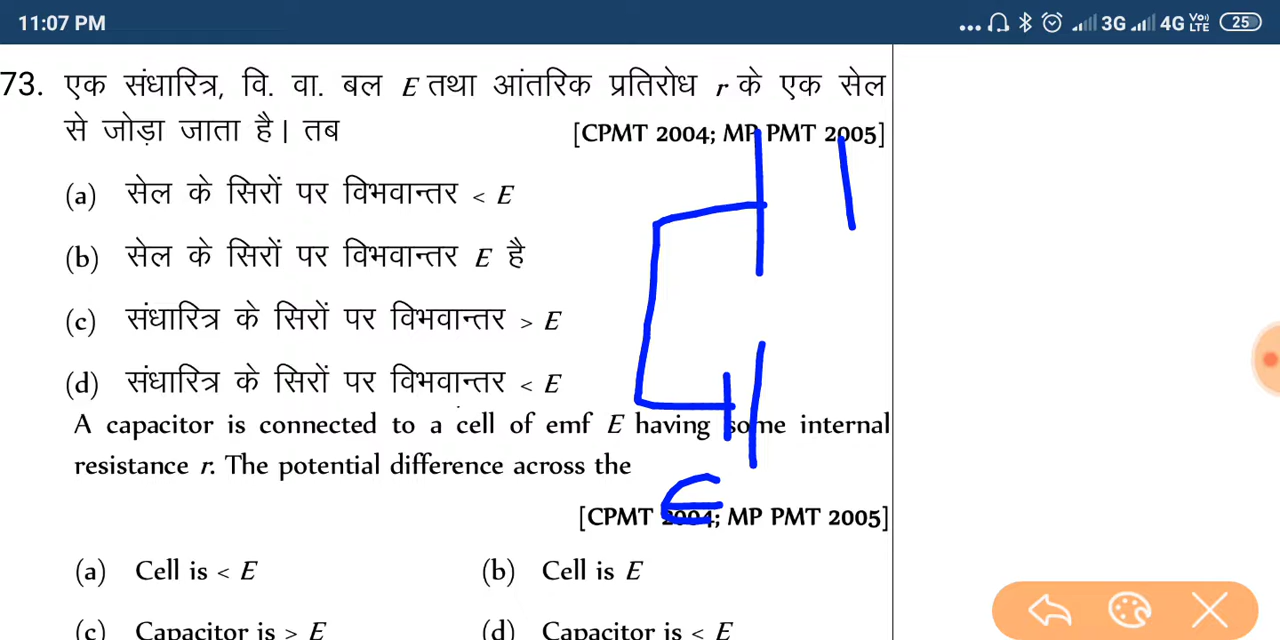 11:07 PM ... 3G 4G Vo) LTE 25
73. एक संधारित्र, वि. वा. बल E तथा आंतरिक प्रतिरोध r के एक सेल
से जोड़ा जाता है। तब [CPMT 2004; MP PMT 2005]
(a) सेल के सिरों पर विभवान्तर < E
(b) सेल के सिरों पर विभवान्तर E है
(c) संधारित्र के सिरों पर विभवान्तर > E
(d) संधारित्र के सिरों पर विभवान्तर < E
A capacitor is connected to a cell of emf E having some internal
resistance r. The potential difference across the
E
[CPMT 2004; MP PMT 2005]
(a) Cell is < E (b) Cell is E
(c) Capacitor is > E (d) Capacitor is < E